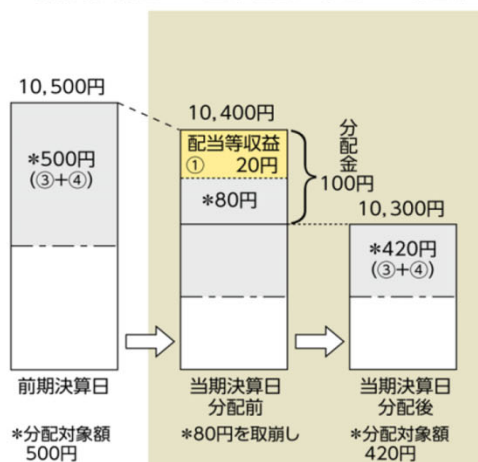 10,500円
*500円
(③+④)
前期決算日
*分配対象額
500円
10,400円
配当等収益
① 20円
*80円
分配金
100円
当期決算日
分配前
*80円を取崩し
10,300円
*420円
(③+④)
当期決算日
分配後
*分配対象額
420円